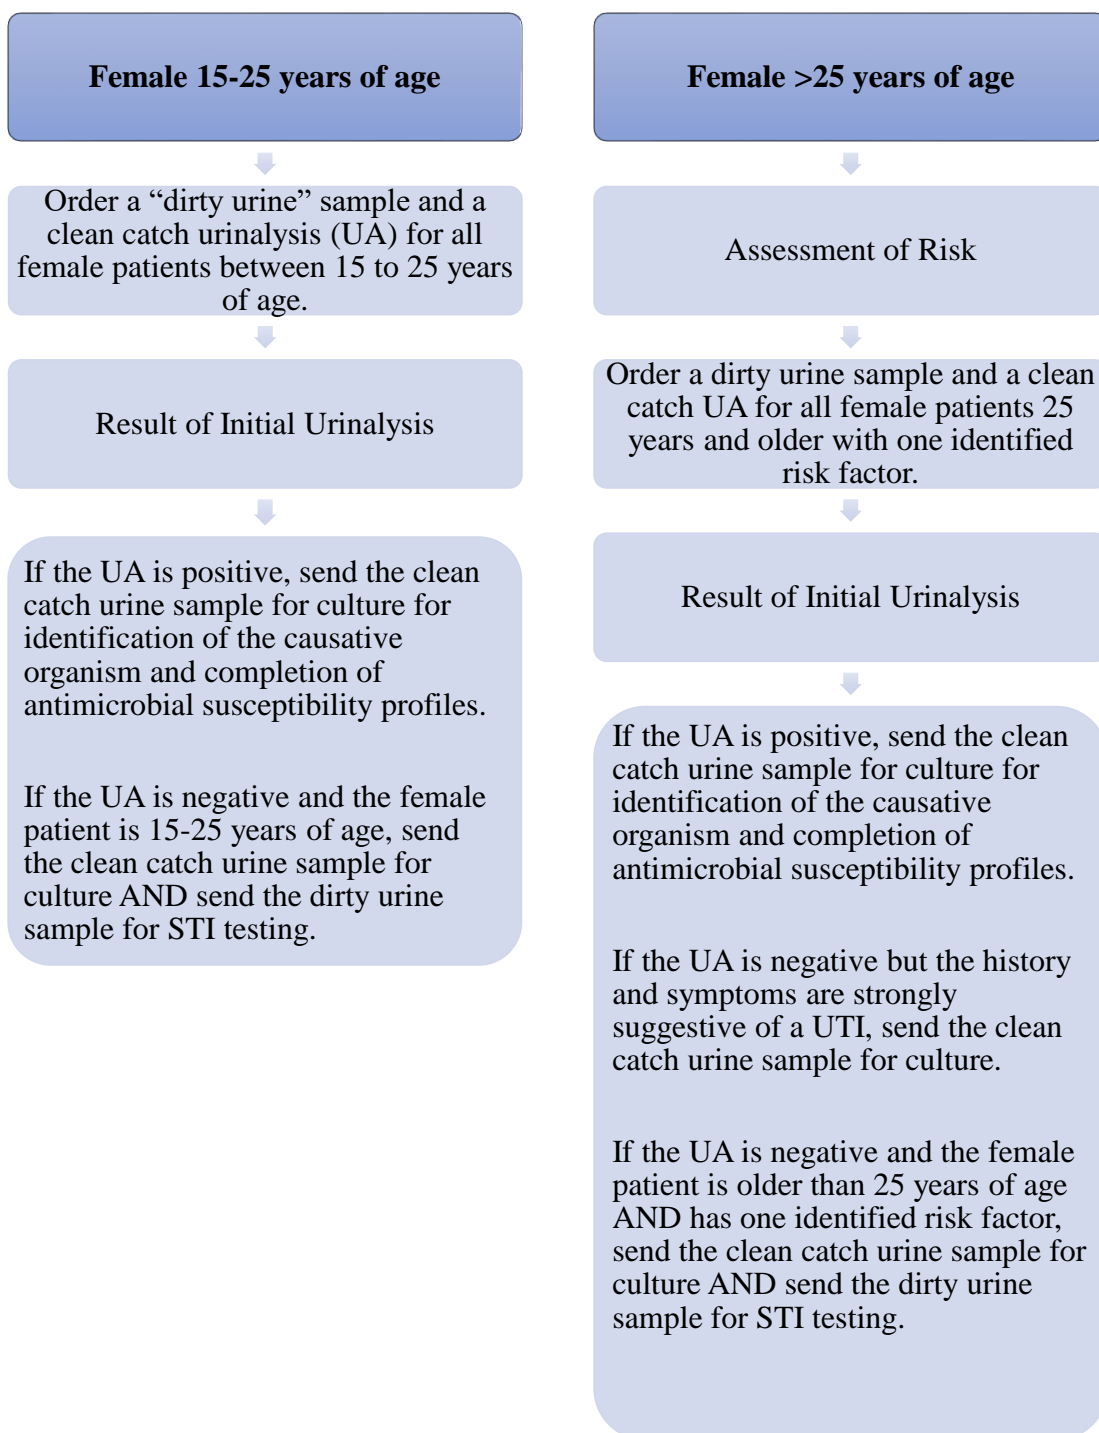 Female 15-25 years of age
Order a “dirty urine” sample and a
clean catch urinalysis (UA) for all
female patients between 15 to 25 years
of age.
Result of Initial Urinalysis
If the UA is positive, send the clean
catch urine sample for culture for
identification of the causative
organism and completion of
antimicrobial susceptibility profiles.
If the UA is negative and the female
patient is 15-25 years of age, send
the clean catch urine sample for
culture AND send the dirty urine
sample for STI testing.
Female >25 years of age
Assessment of Risk
Order a dirty urine sample and a clean
catch UA for all female patients 25
years and older with one identified
risk factor.
Result of Initial Urinalysis
If the UA is positive, send the clean
catch urine sample for culture for
identification of the causative
organism and completion of
antimicrobial susceptibility profiles.
If the UA is negative but the history
and symptoms are strongly
suggestive of a UTI, send the clean
catch urine sample for culture.
If the UA is negative and the female
patient is older than 25 years of age
AND has one identified risk factor,
send the clean catch urine sample for
culture AND send the dirty urine
sample for STI testing.